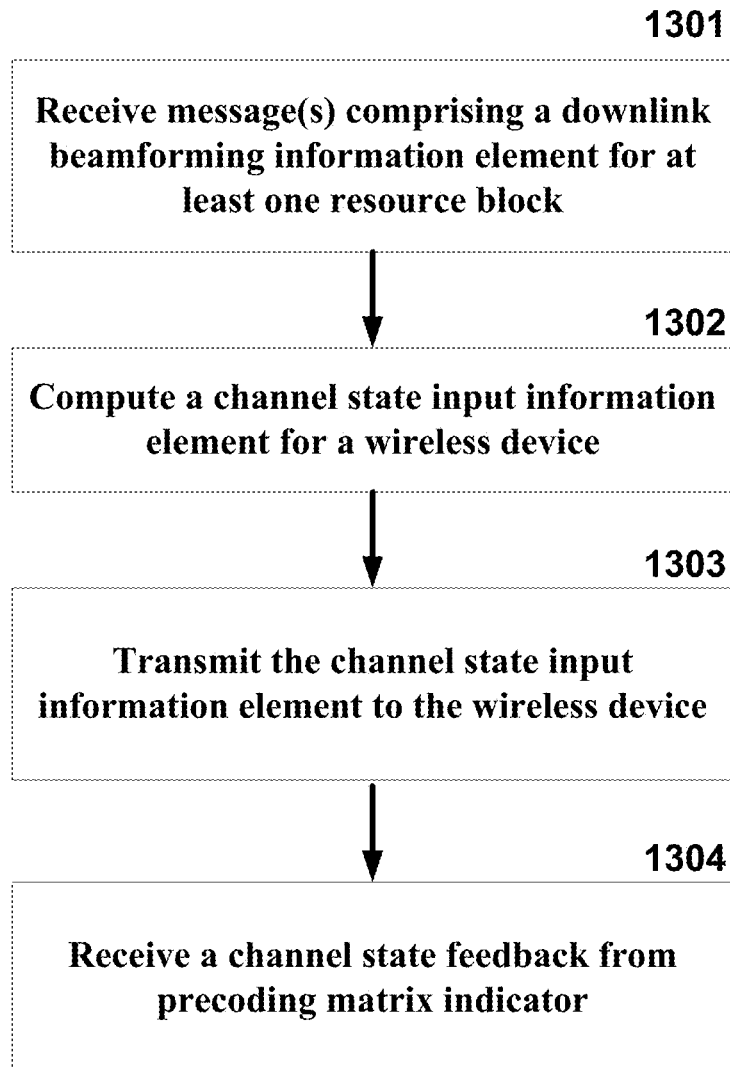 1301
Receive message(s) comprising a downlink
beamforming information element for at
least one resource block
1302
Compute a channel state input information
element for a wireless device
1303
Transmit the channel state input
information element to the wireless device
1304
Receive a channel state feedback from
precoding matrix indicator